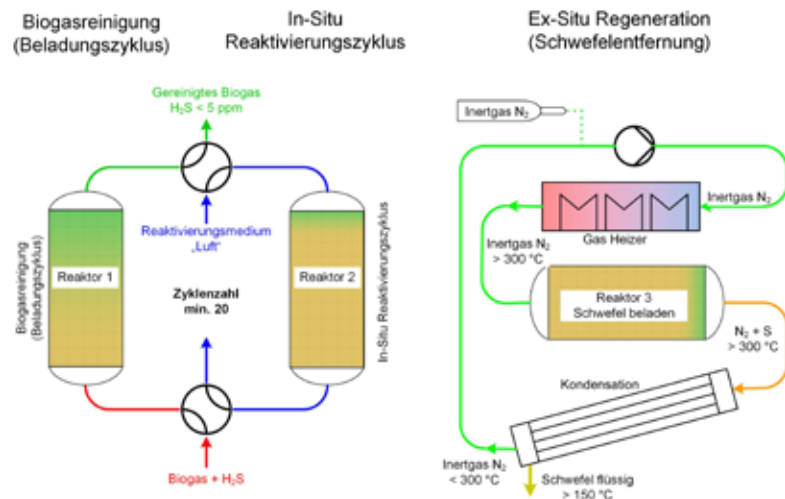 Biogasreinigung
(Beladungszyklus)
In-Situ
Reaktivierungszyklus
Ex-Situ Regeneration
(Schwefelentfernung)
Gereinigtes Biogas
H₂S < 5 ppm
Biogasreinigung
(Beladungszyklus)
Reaktor 1
Reaktivierungsmedium
„Luft“
Zyklenzahl
min. 20
Reaktor 2
In-Situ Reaktivierungszyklus
Biogas + H₂S
Inertgas N₂
Inertgas N₂
Gas Heizer
Inertgas N₂
> 300 °C
Reaktor 3
Schwefel beladen
N₂ + S
> 300 °C
Kondensation
Inertgas N₂
< 300 °C
Schwefel flüssig
> 150 °C